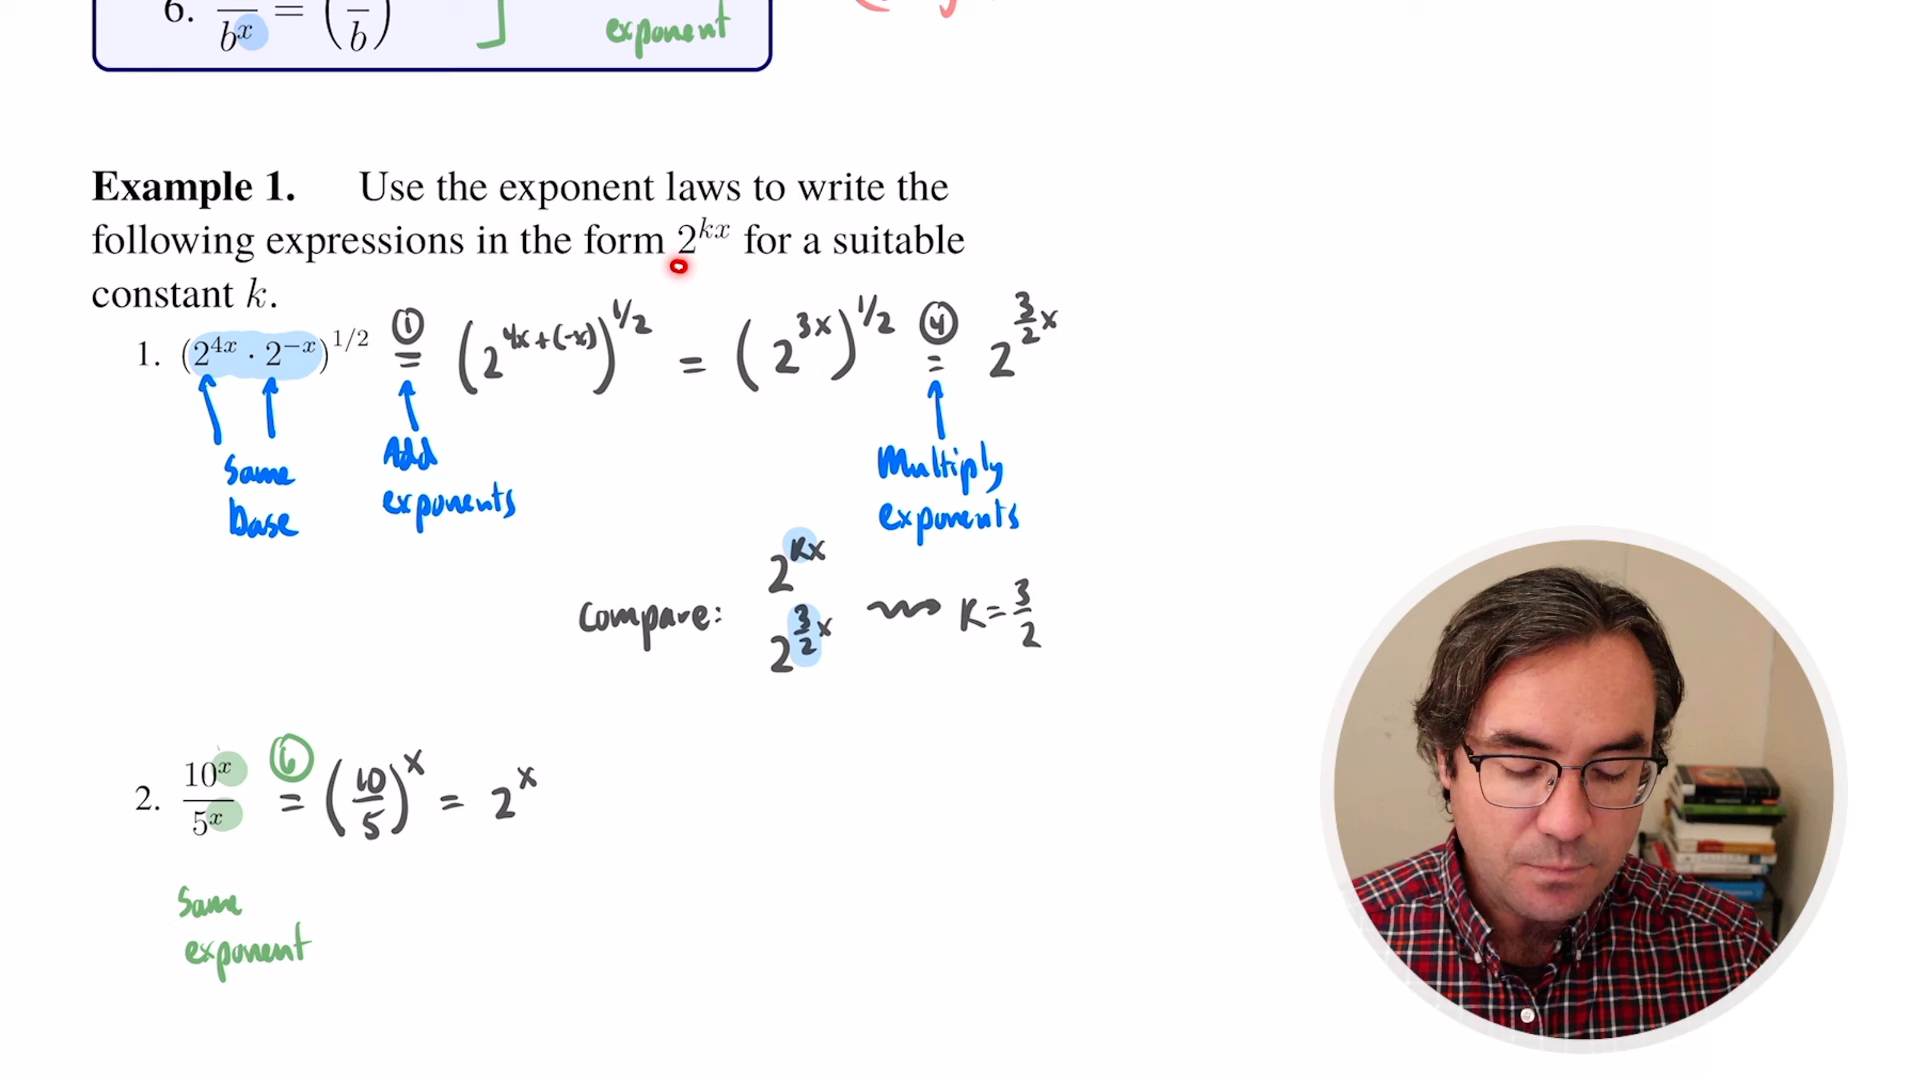 6. —/bˣ = (—/b)
exponent
Example 1. Use the exponent laws to write the
following expressions in the form 2^{kx} for a suitable
constant k.
1. (2^{4x} · 2^{−x})^{1/2} ① = (2^{4x+(-x)})^{1/2} = (2^{3x})^{1/2} ④ = 2^{3/2 x}
Same base
Add exponents
Multiply exponents
Compare: 2^{Kx} 2^{3/2 x} K = 3/2
2. 10^x/5^x ⑥ = (10/5)^x = 2^x
Same
exponent